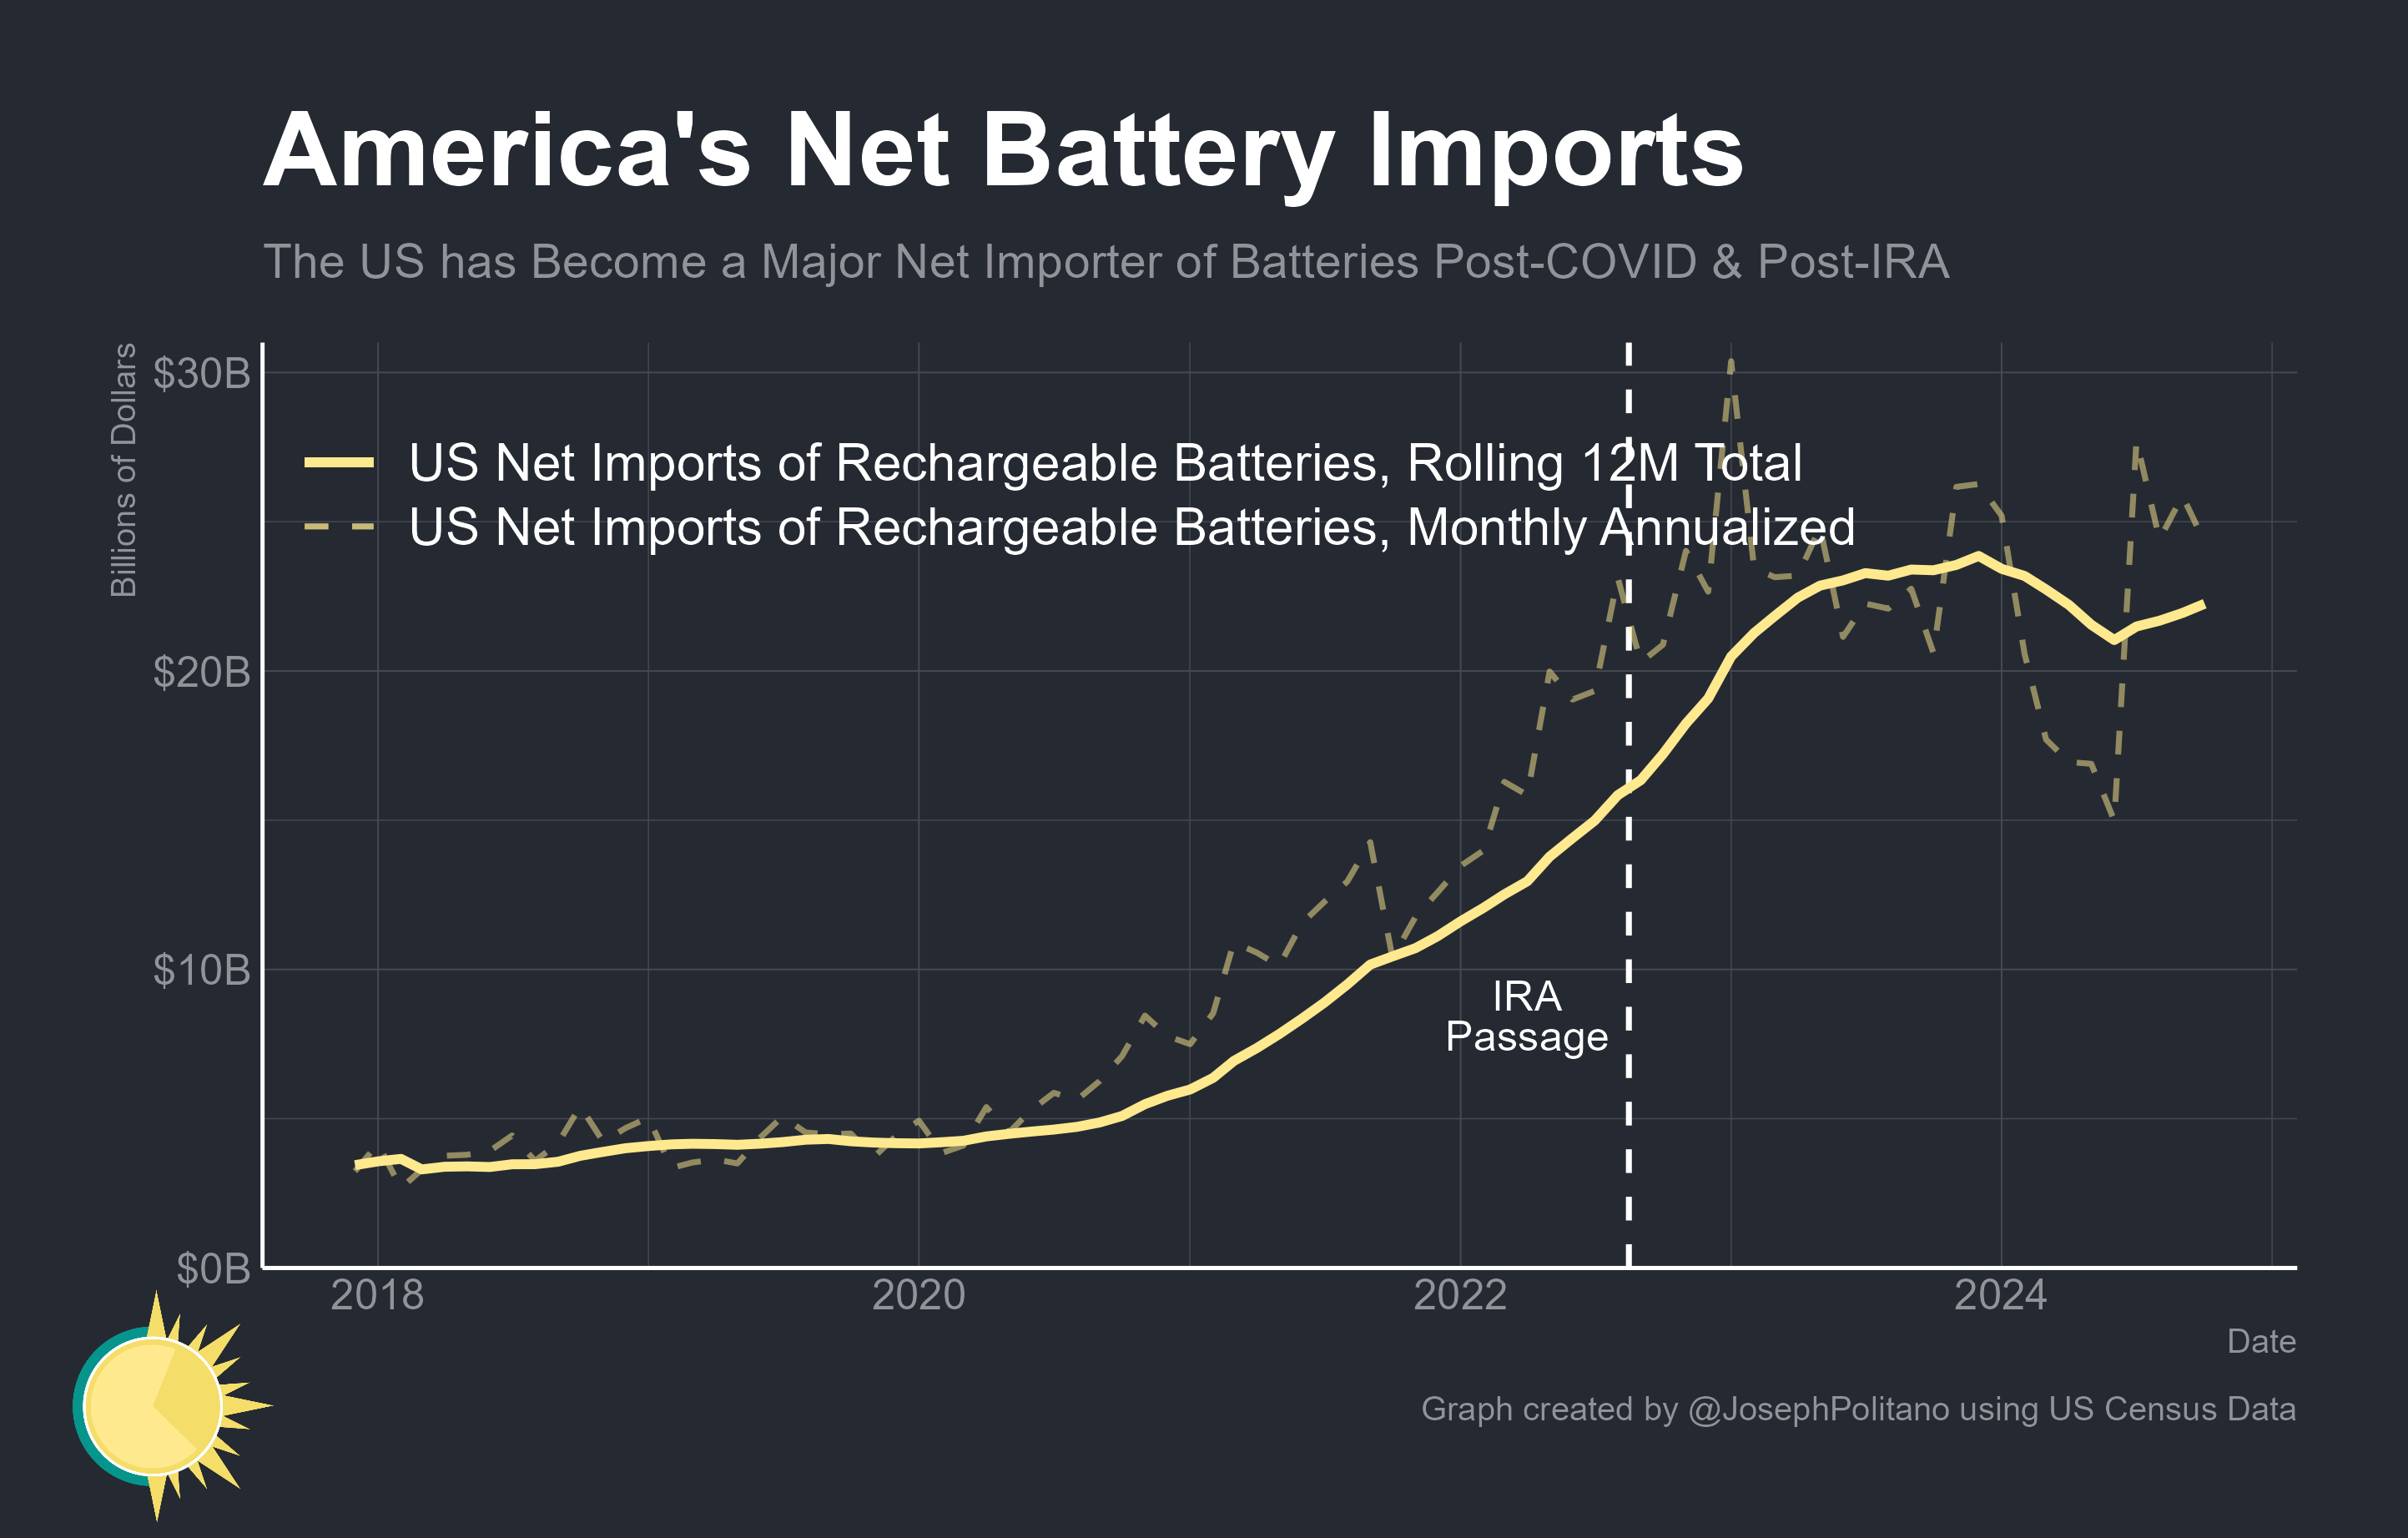 America's Net Battery Imports
The US has Become a Major Net Importer of Batteries Post-COVID & Post-IRA
Billions of Dollars
$30B
US Net Imports of Rechargeable Batteries, Rolling 12M Total
US Net Imports of Rechargeable Batteries, Monthly Annualized
$20B
$10B
IRA
Passage
$0B
2018 2020 2022 2024
Date
Graph created by @JosephPolitano using US Census Data